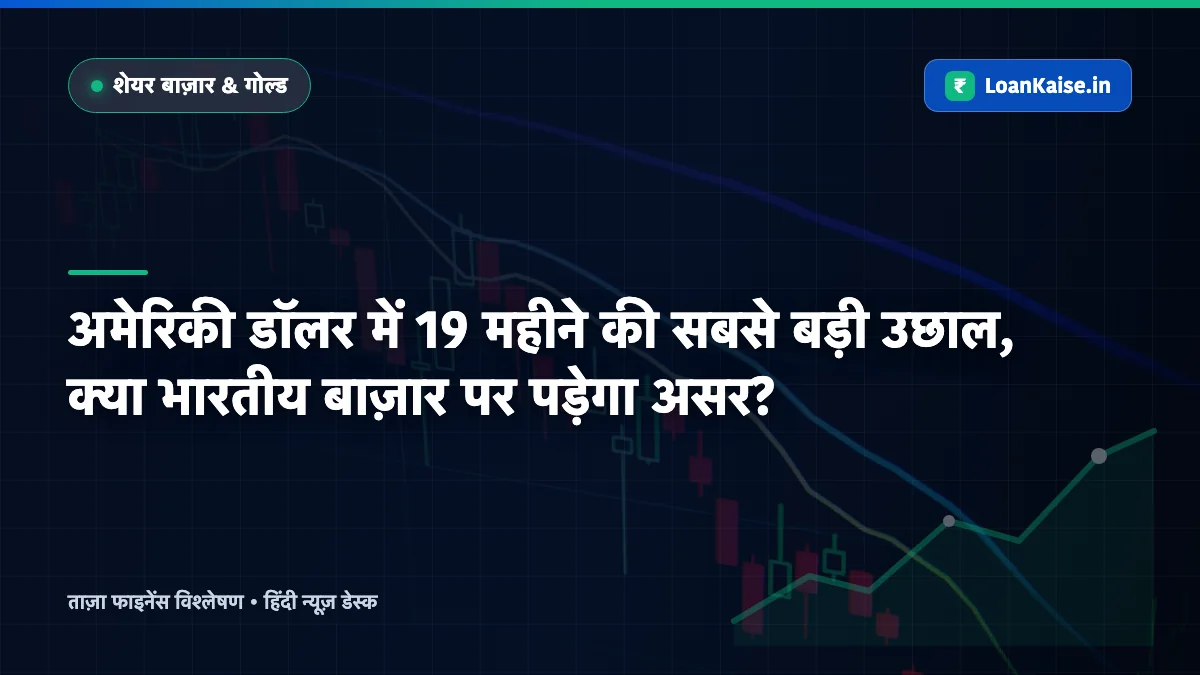 शेयर बाज़ार & गोल्ड
₹ LoanKaise.in
अमेरिकी डॉलर में 19 महीने की सबसे बड़ी उछाल,
क्या भारतीय बाज़ार पर पड़ेगा असर?
ताज़ा फाइनेंस विश्लेषण • हिंदी न्यूज़ डेस्क